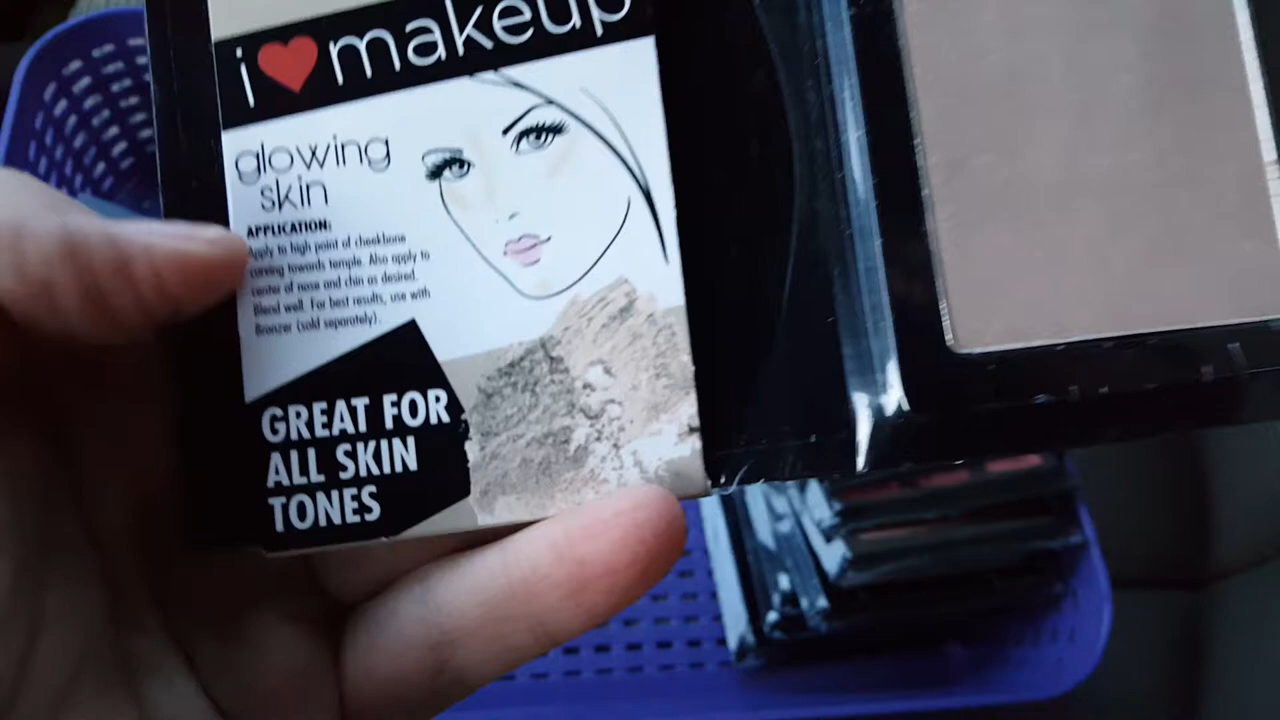 i♥makeup
glowing
skin
APPLICATION:
Apply to high point of cheekbone
curving towards temple. Also apply to
center of nose and chin as desired.
Blend well. For best results, use with
Bronzer (sold separately).
GREAT FOR
ALL SKIN
TONES